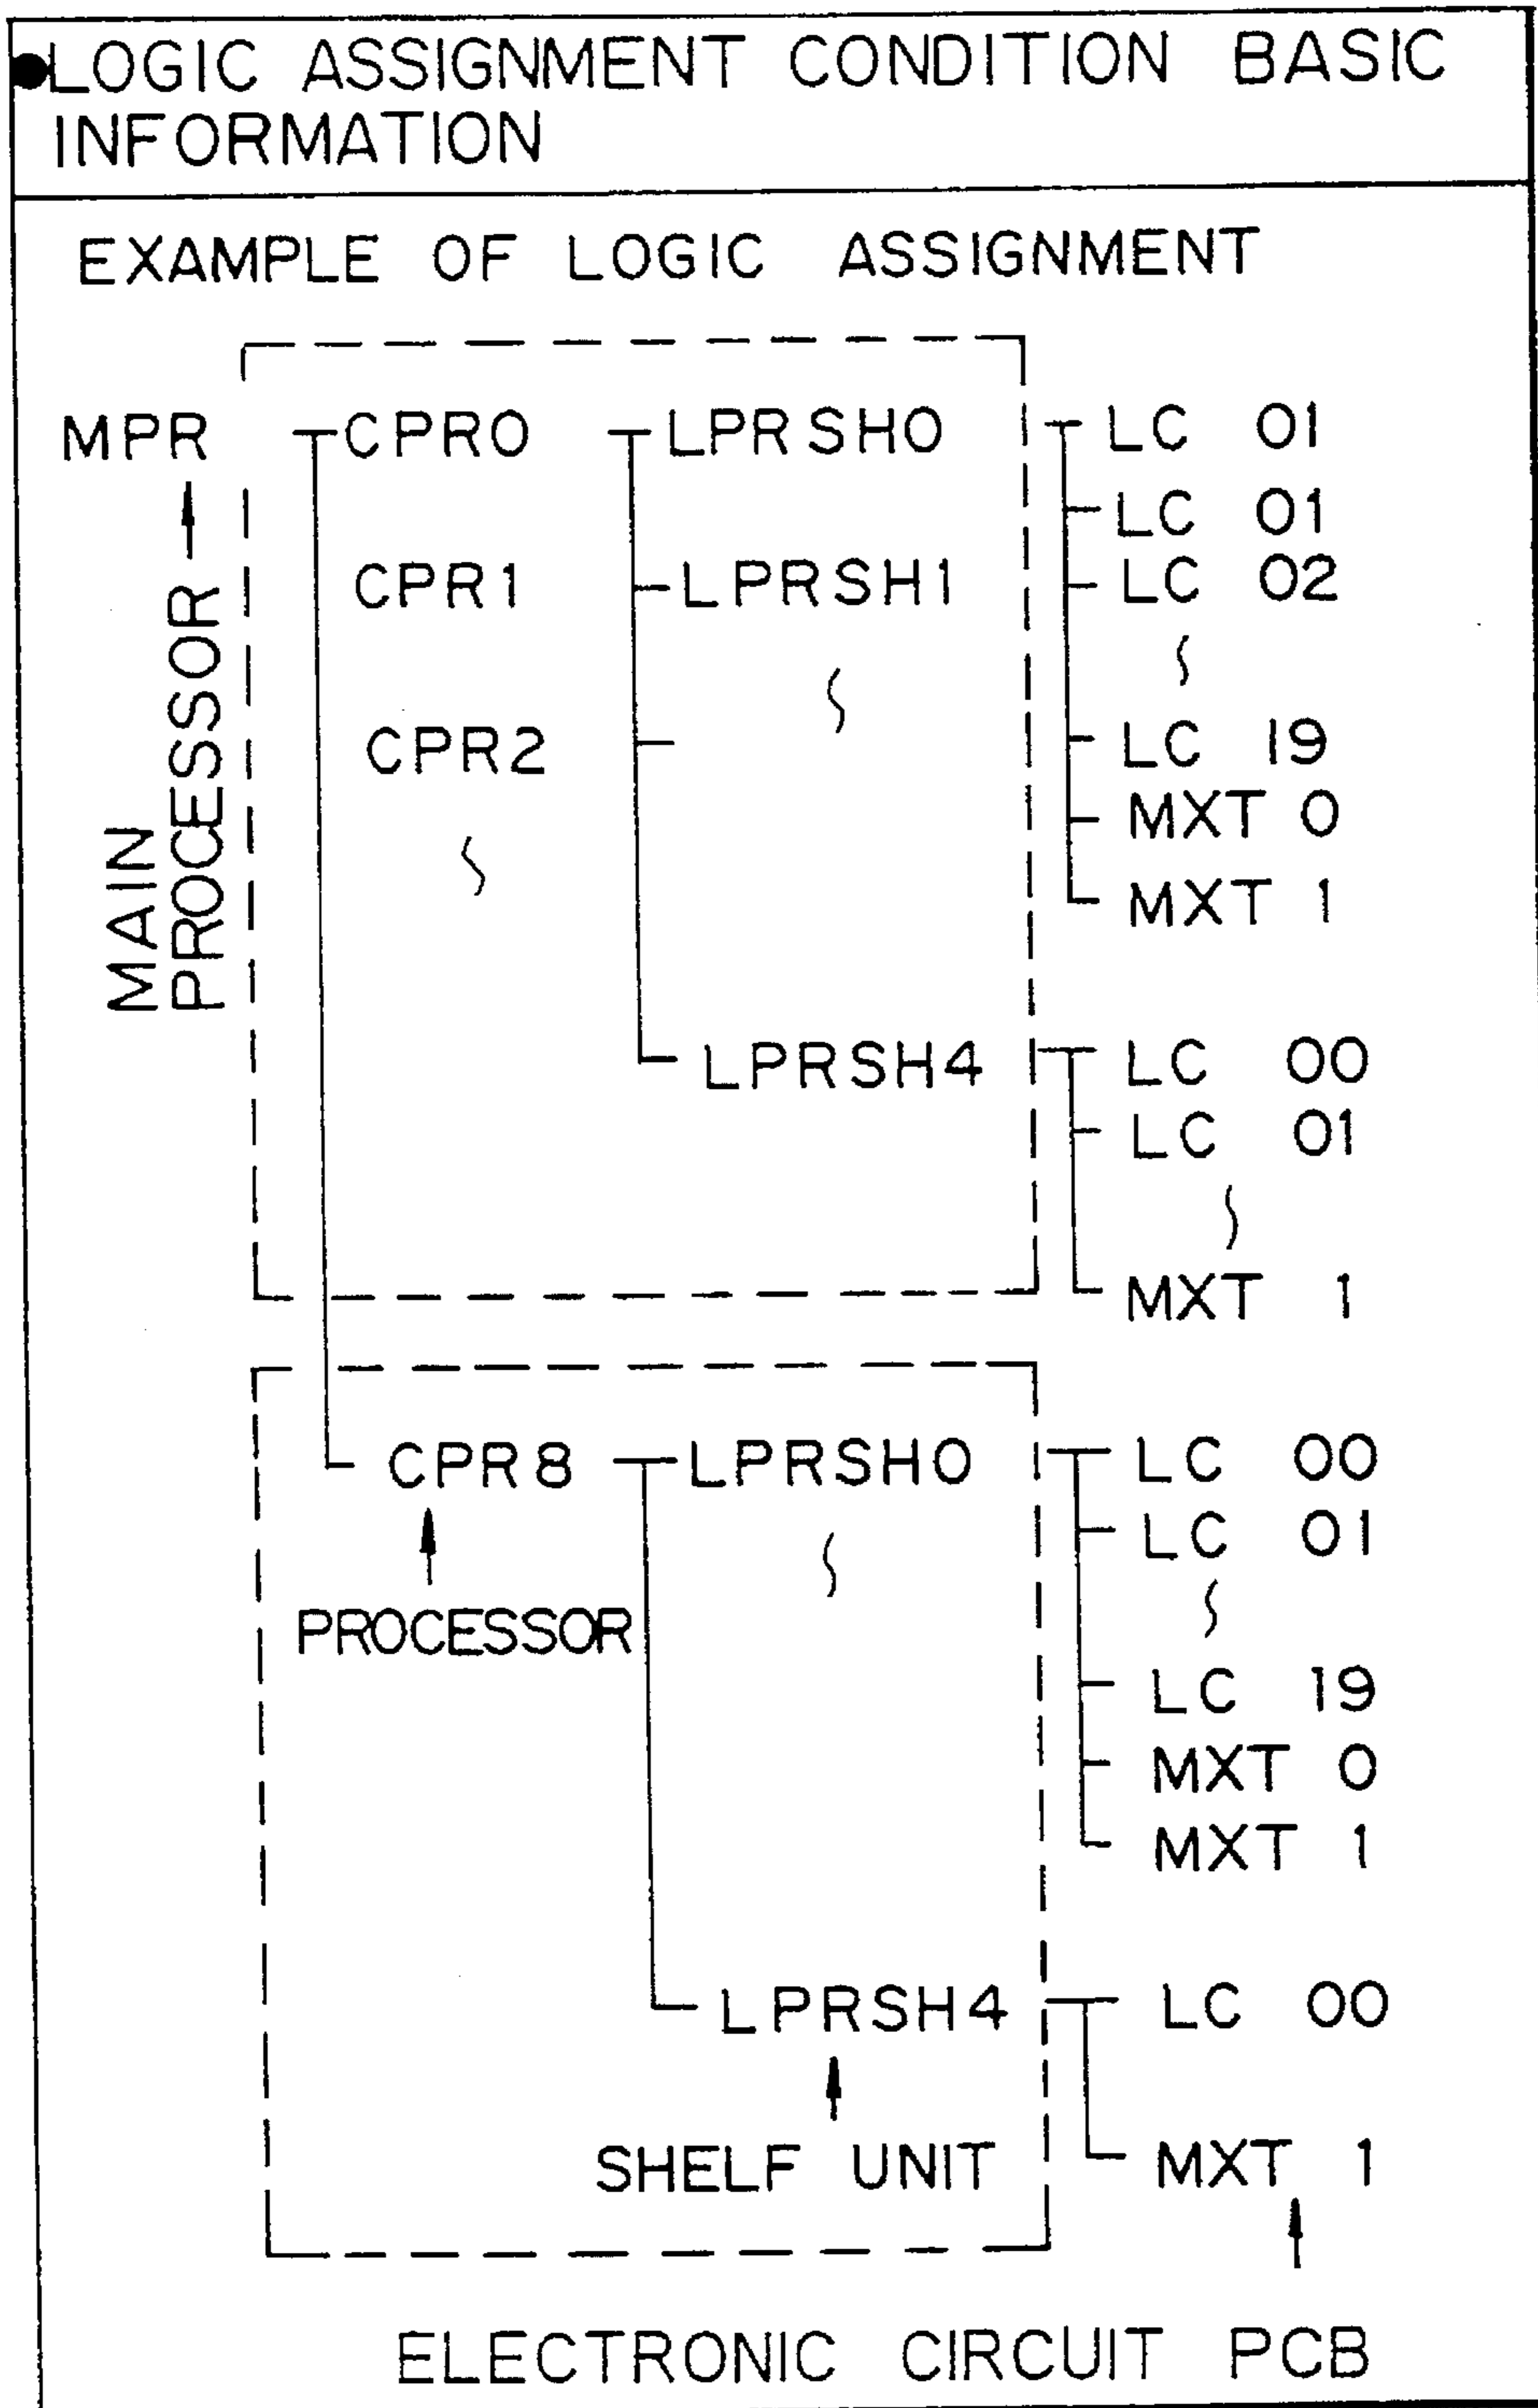 LOGIC ASSIGNMENT CONDITION BASIC
INFORMATION
EXAMPLE OF LOGIC ASSIGNMENT
MPR CPR0 LPRSH0 LC 01
LC 01
CPR1 LPRSH1 LC 02
CPR2 LC 19
MXT 0
MXT 1
MAIN
PROCESSOR
LPRSH4 LC 00
LC 01
MXT 1
CPR8 LPRSH0 LC 00
LC 01
PROCESSOR
LC 19
MXT 0
MXT 1
LPRSH4 LC 00
SHELF UNIT MXT 1
ELECTRONIC CIRCUIT PCB